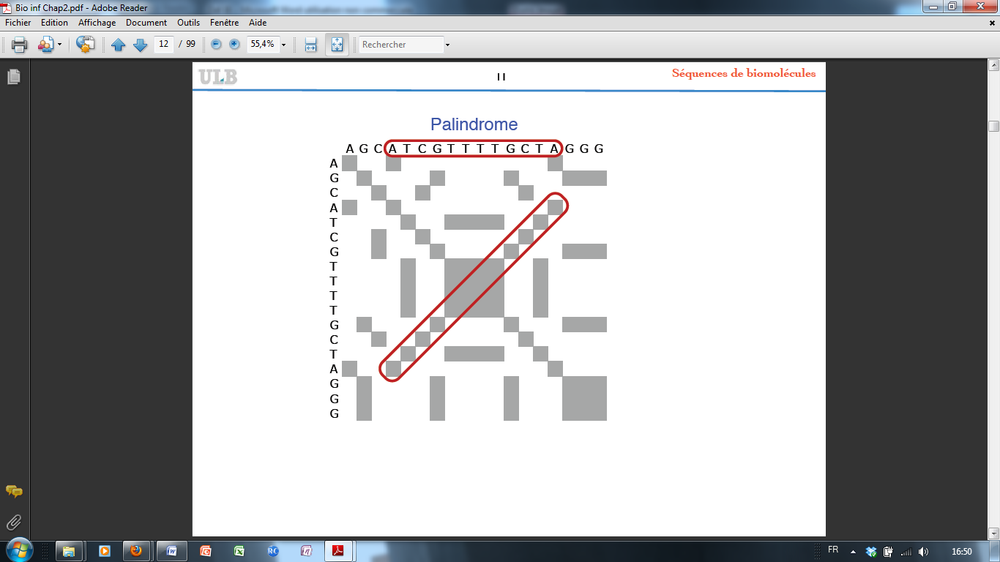 Bio inf Chap2.pdf - Adobe Reader
Fichier Edition Affichage Document Outils Fenêtre Aide
12 / 99 55,4% Rechercher
ULB 11 Séquences de biomolécules
Palindrome
A G C A T C G T T T T G C T A G G G
A
G
C
A
T
C
G
T
T
T
T
G
C
T
A
G
G
G
FR 16:50